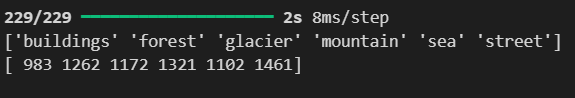 229/229 ━━━━━━━━━━━━━━━━━━━━ 2s 8ms/step
['buildings' 'forest' 'glacier' 'mountain' 'sea' 'street']
[ 983 1262 1172 1321 1102 1461]